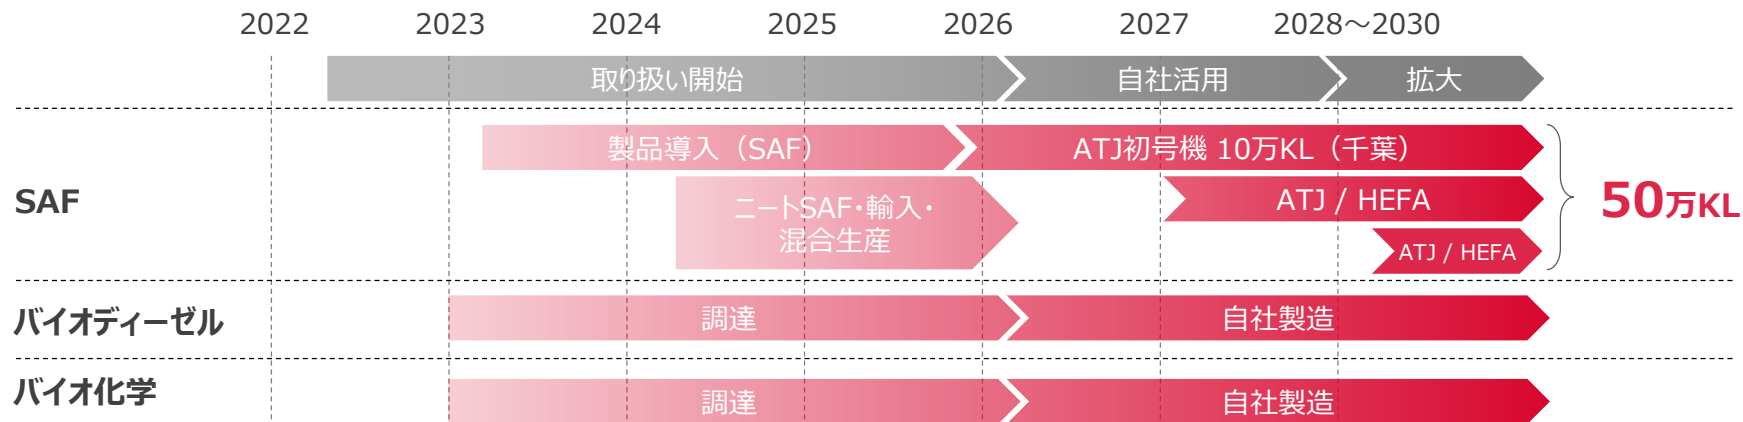 2022 2023 2024 2025 2026 2027 2028～2030
取り扱い開始 自社活用 拡大
製品導入（SAF） ATJ初号機 10万KL（千葉）
SAF
ニートSAF・輸入・
混合生産
ATJ / HEFA
ATJ / HEFA
50万KL
バイオディーゼル 調達 自社製造
バイオ化学 調達 自社製造